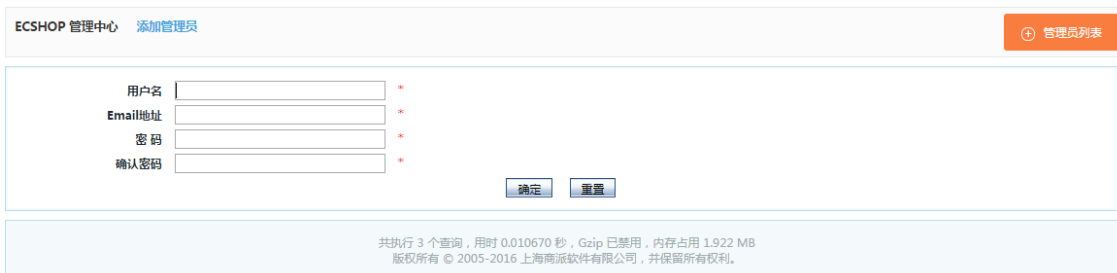 ECSHOP 管理中心 添加管理员
管理员列表
用户名 *
Email地址 *
密 码 *
确认密码 *
确定 重置
共执行 3 个查询，用时 0.010670 秒，Gzip 已禁用，内存占用 1.922 MB
版权所有 © 2005-2016 上海商派软件有限公司，并保留所有权利。